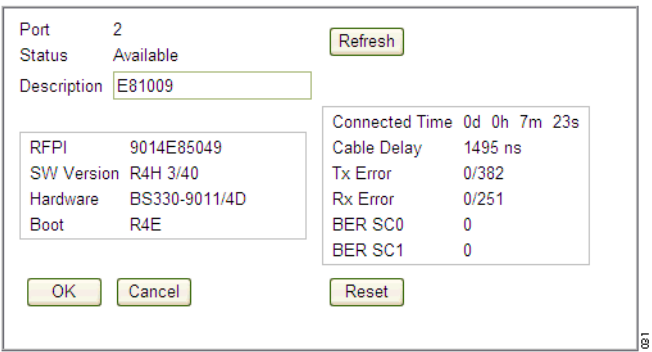 Port 2
Refresh
Status Available
Description E81009
RFPI 9014E85049
SW Version R4H 3/40
Hardware BS330-9011/4D
Boot R4E
Connected Time 0d 0h 7m 23s
Cable Delay 1495 ns
Tx Error 0/382
Rx Error 0/251
BER SC0 0
BER SC1 0
OK Cancel
Reset
081